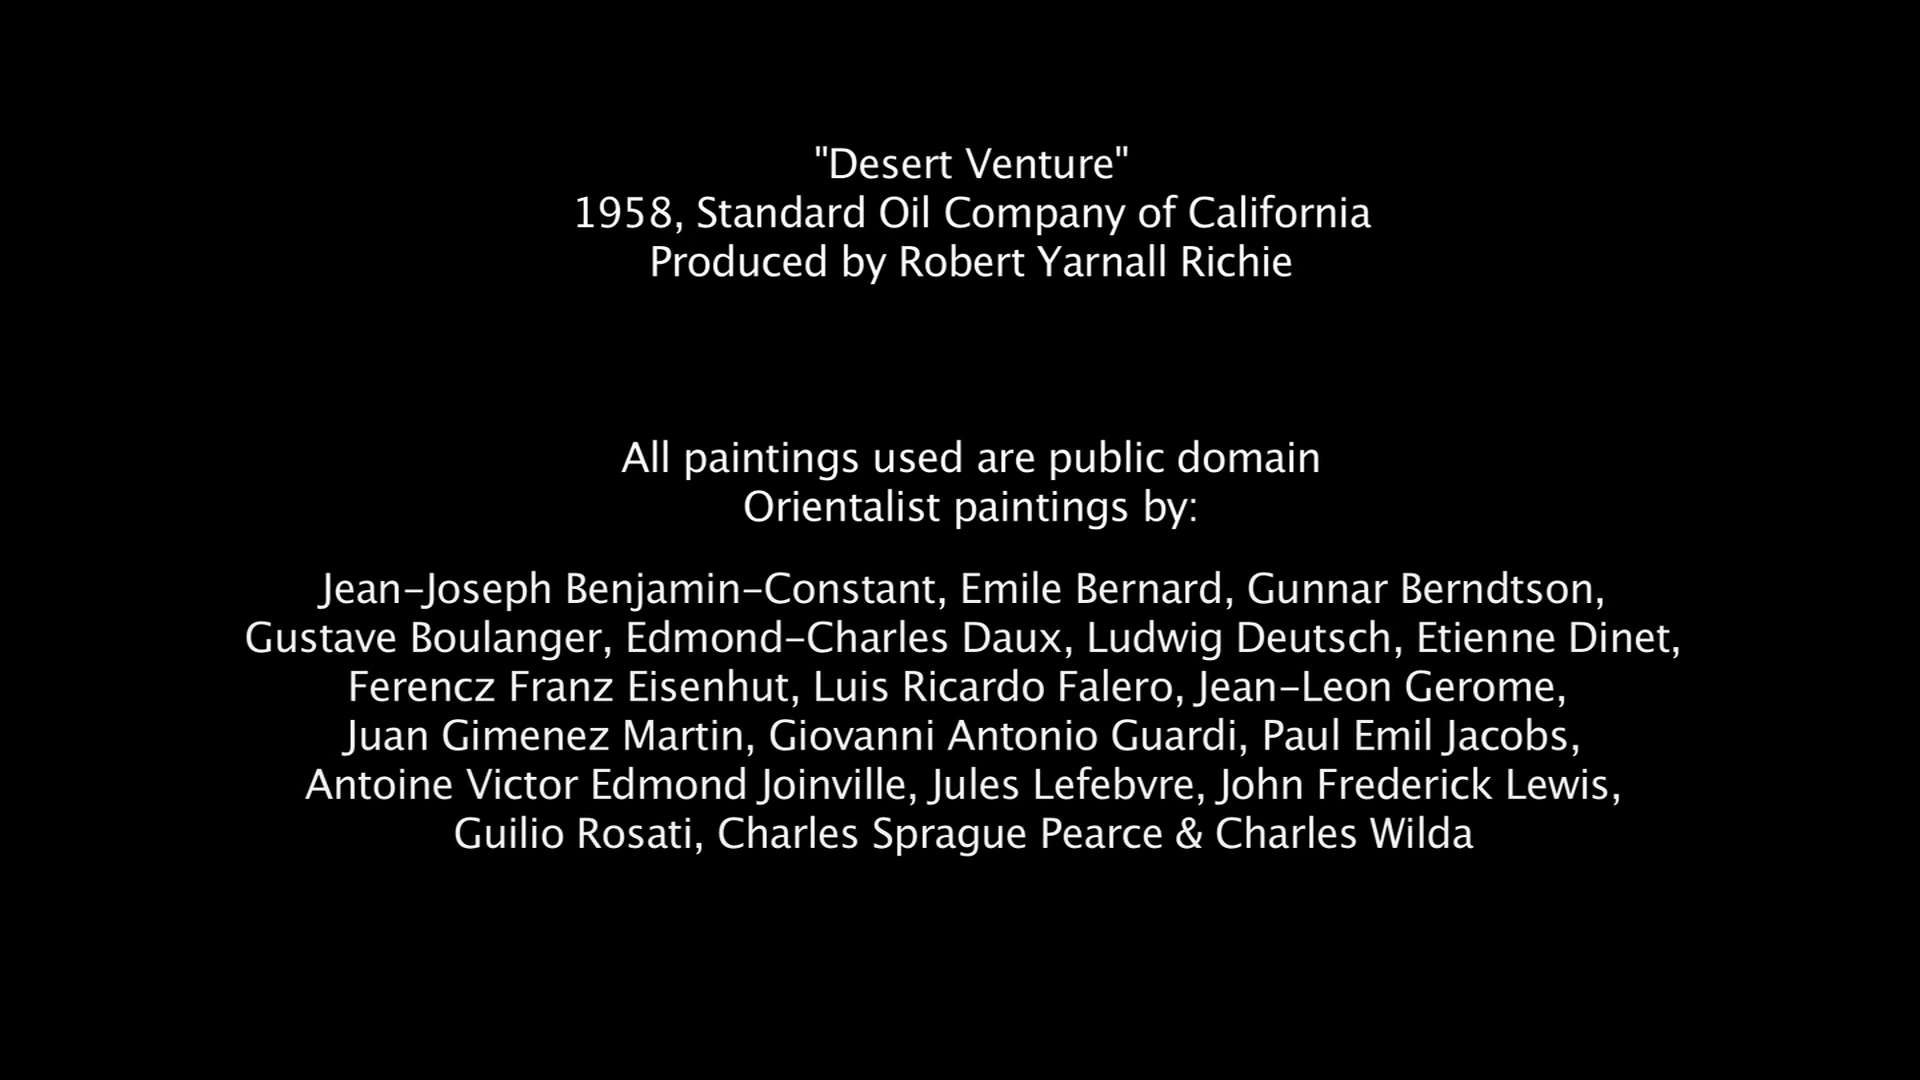 "Desert Venture"
1958, Standard Oil Company of California
Produced by Robert Yarnall Richie
All paintings used are public domain
Orientalist paintings by:
Jean-Joseph Benjamin-Constant, Emile Bernard, Gunnar Berndtson,
Gustave Boulanger, Edmond-Charles Daux, Ludwig Deutsch, Etienne Dinet,
Ferencz Franz Eisenhut, Luis Ricardo Falero, Jean-Leon Gerome,
Juan Gimenez Martin, Giovanni Antonio Guardi, Paul Emil Jacobs,
Antoine Victor Edmond Joinville, Jules Lefebvre, John Frederick Lewis,
Guilio Rosati, Charles Sprague Pearce & Charles Wilda